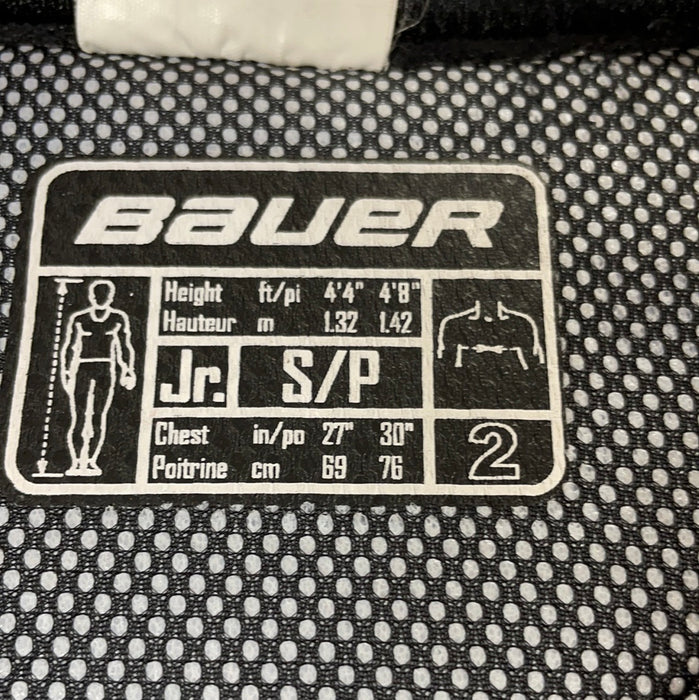 BAUER
Height ft/pi 4'4" 4'8"
Hauteur m 1.32 1.42
Jr. S/P
Chest in/po 27" 30"
Poitrine cm 69 76
2